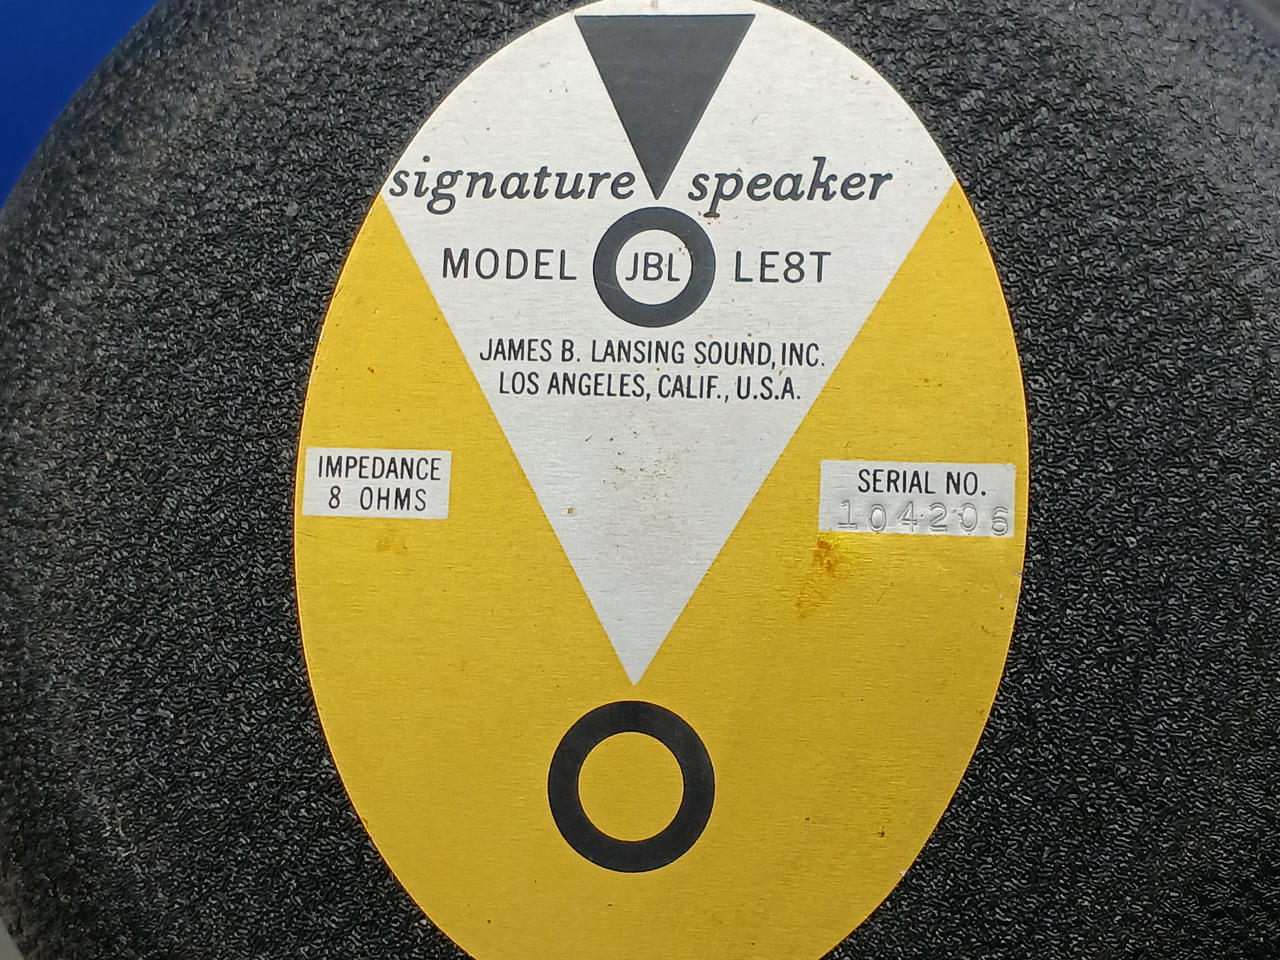 signature speaker
MODEL JBL LE8T
JAMES B. LANSING SOUND, INC.
LOS ANGELES, CALIF., U.S.A.
IMPEDANCE
8 OHMS
SERIAL NO.
104206